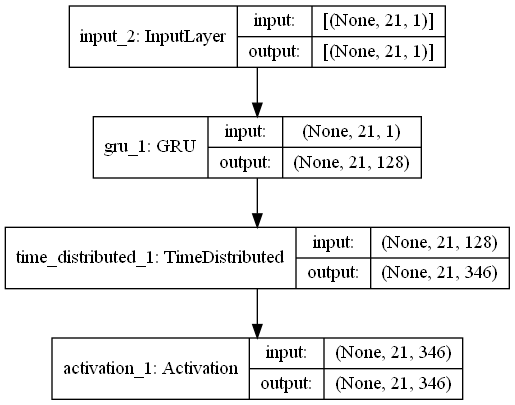 input_2: InputLayer
input: [(None, 21, 1)]
output: [(None, 21, 1)]
gru_1: GRU
input: (None, 21, 1)
output: (None, 21, 128)
time_distributed_1: TimeDistributed
input: (None, 21, 128)
output: (None, 21, 346)
activation_1: Activation
input: (None, 21, 346)
output: (None, 21, 346)